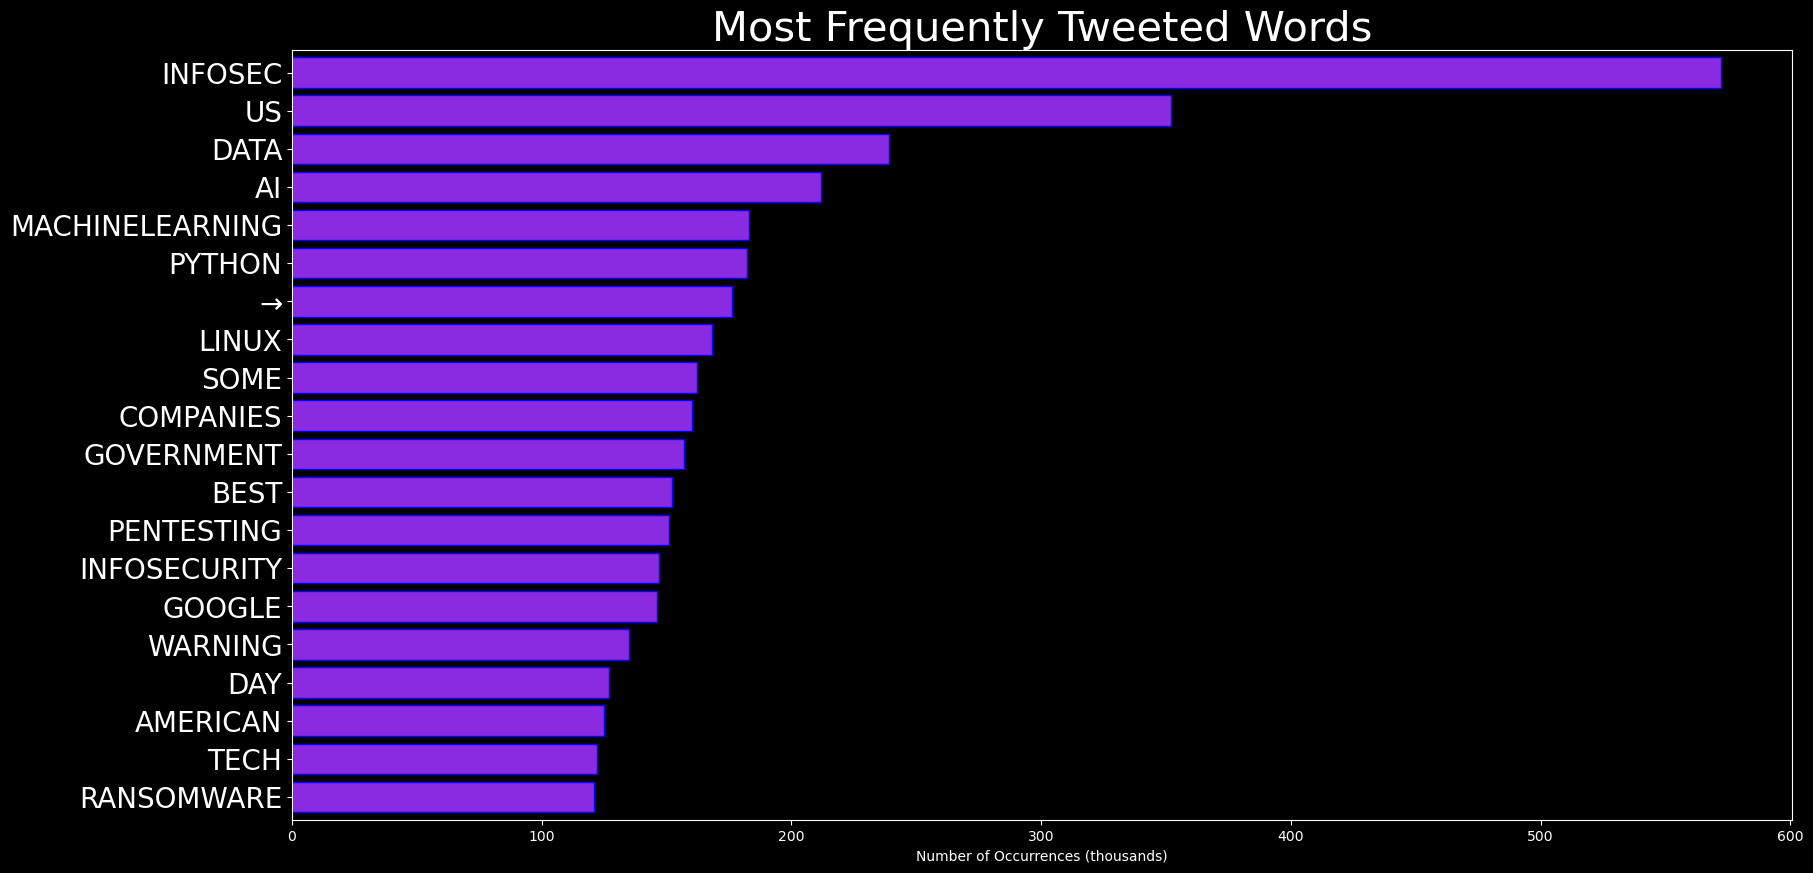 Most Frequently Tweeted Words
INFOSEC
US
DATA
AI
MACHINELEARNING
PYTHON
→
LINUX
SOME
COMPANIES
GOVERNMENT
BEST
PENTESTING
INFOSECURITY
GOOGLE
WARNING
DAY
AMERICAN
TECH
RANSOMWARE
0 100 200 300 400 500 600
Number of Occurrences (thousands)